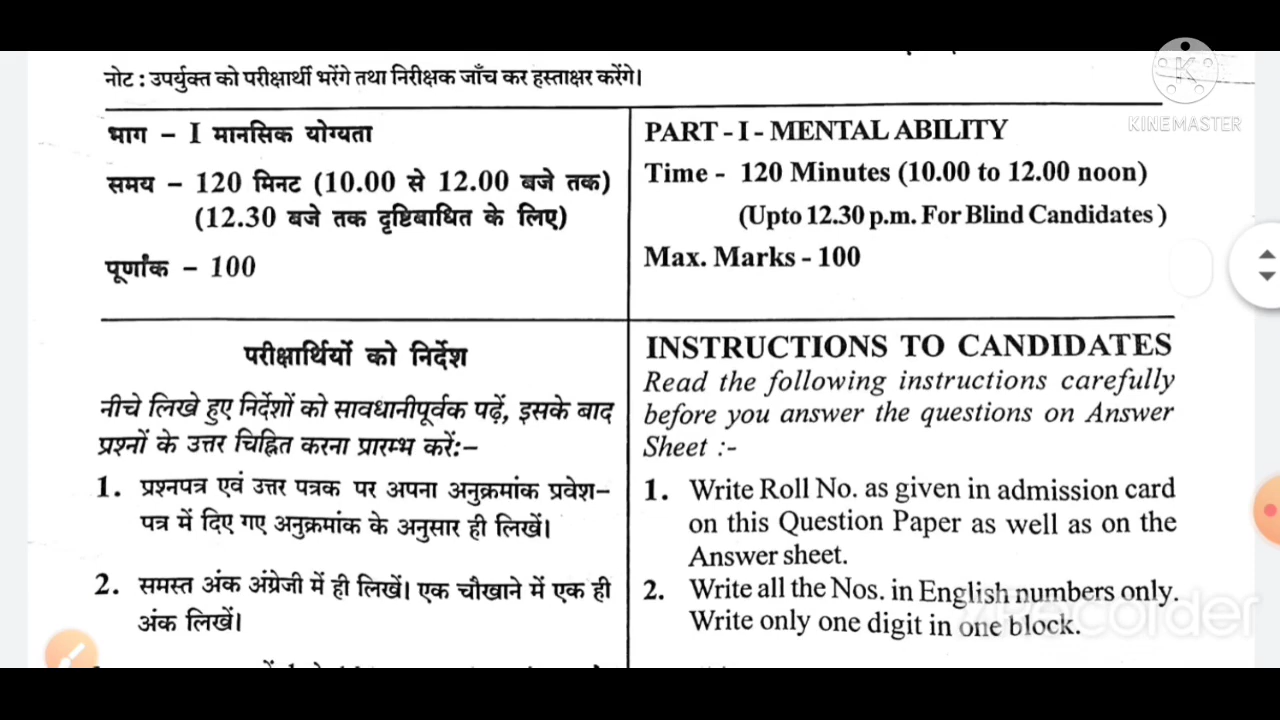 नोट : उपर्युक्त को परीक्षार्थी भरेंगे तथा निरीक्षक जाँच कर हस्ताक्षर करेंगे।
KINEMASTER
भाग – I मानसिक योग्यता
समय – 120 मिनट (10.00 से 12.00 बजे तक)
(12.30 बजे तक दृष्टिबाधित के लिए)
पूर्णांक – 100
PART - I - MENTAL ABILITY
Time - 120 Minutes (10.00 to 12.00 noon)
(Upto 12.30 p.m. For Blind Candidates )
Max. Marks - 100
परीक्षार्थियों को निर्देश
नीचे लिखे हुए निर्देशों को सावधानीपूर्वक पढ़ें, इसके बाद
प्रश्नों के उत्तर चिह्नित करना प्रारम्भ करें:–
1. प्रश्नपत्र एवं उत्तर पत्रक पर अपना अनुक्रमांक प्रवेश–
पत्र में दिए गए अनुक्रमांक के अनुसार ही लिखें।
2. समस्त अंक अंग्रेजी में ही लिखें। एक चौखाने में एक ही
अंक लिखें।
INSTRUCTIONS TO CANDIDATES
Read the following instructions carefully
before you answer the questions on Answer
Sheet :-
1. Write Roll No. as given in admission card
on this Question Paper as well as on the
Answer sheet.
2. Write all the Nos. in English numbers only.
Write only one digit in one block.